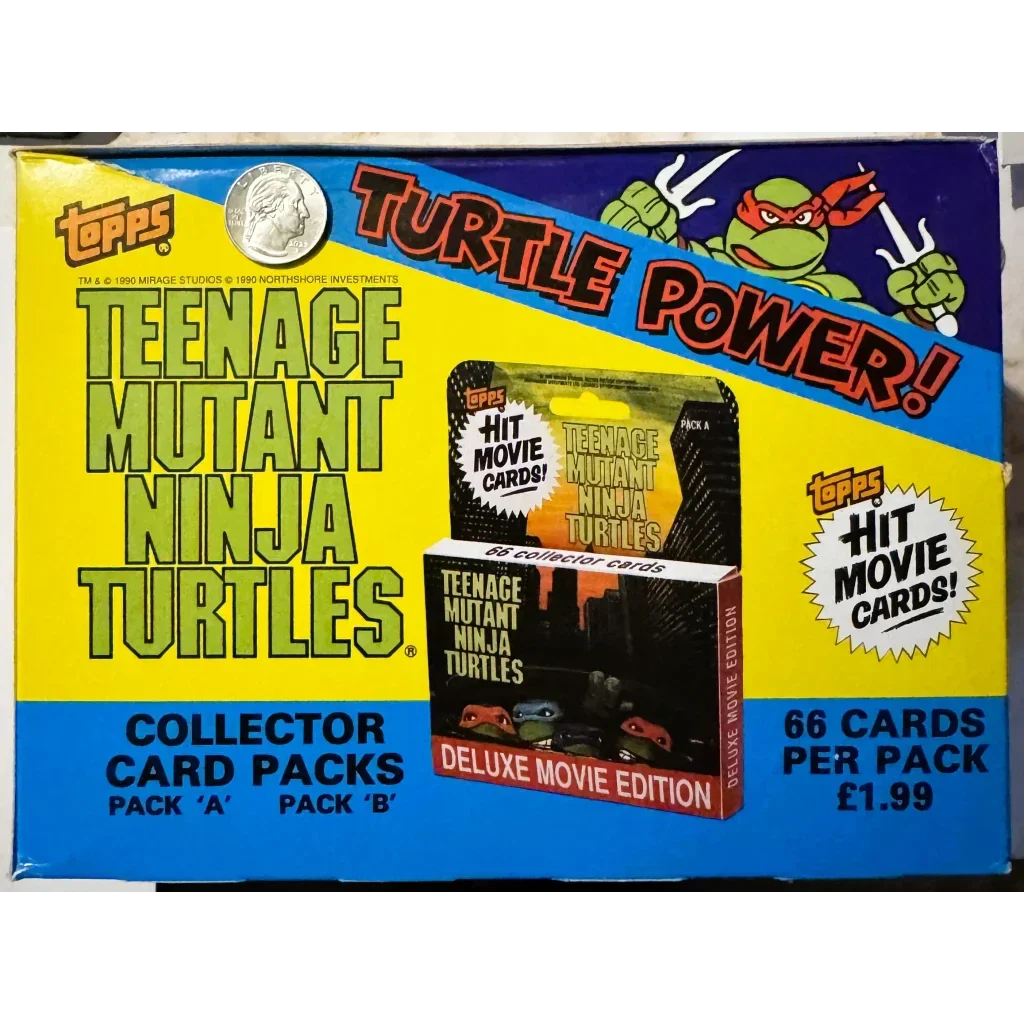 topps®
LIBERTY
TURTLE POWER!
TM & © 1990 MIRAGE STUDIOS © 1990 NORTHSHORE INVESTMENTS
TEENAGE
MUTANT
NINJA
TURTLES®
topps
HIT
MOVIE
CARDS!
PACK A
TEENAGE
MUTANT
NINJA
TURTLES
66 collector cards
TEENAGE
MUTANT
NINJA
TURTLES
DELUXE MOVIE EDITION
DELUXE MOVIE EDITION
topps®
HIT
MOVIE
CARDS!
COLLECTOR
CARD PACKS
PACK 'A' PACK 'B'
66 CARDS
PER PACK
£1.99